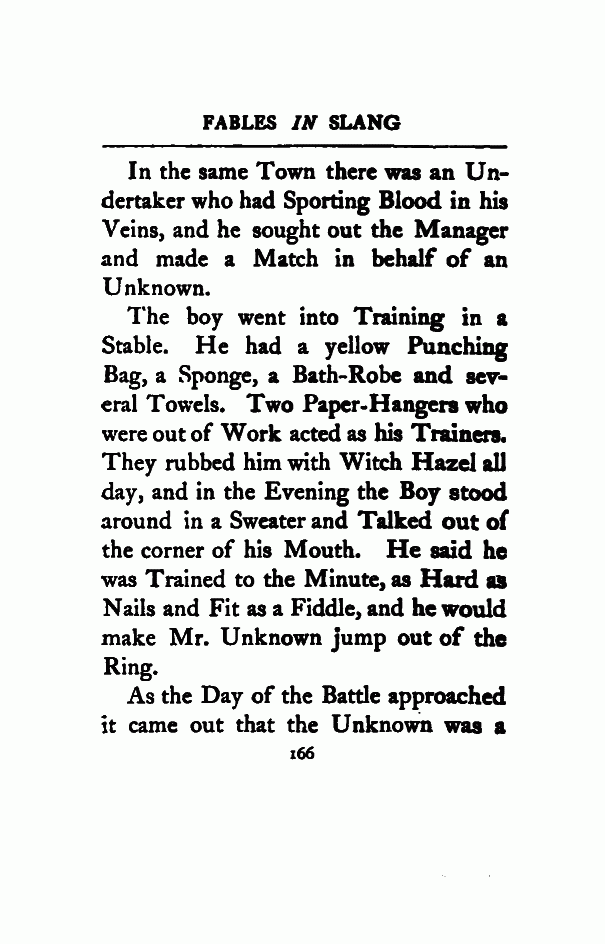 FABLES IN SLANG
In the same Town there was an Un-
dertaker who had Sporting Blood in his
Veins, and he sought out the Manager
and made a Match in behalf of an
Unknown.
The boy went into Training in a
Stable. He had a yellow Punching
Bag, a Sponge, a Bath-Robe and sev-
eral Towels. Two Paper-Hangers who
were out of Work acted as his Trainers.
They rubbed him with Witch Hazel all
day, and in the Evening the Boy stood
around in a Sweater and Talked out of
the corner of his Mouth. He said he
was Trained to the Minute, as Hard as
Nails and Fit as a Fiddle, and he would
make Mr. Unknown jump out of the
Ring.
As the Day of the Battle approached
it came out that the Unknown was a
166